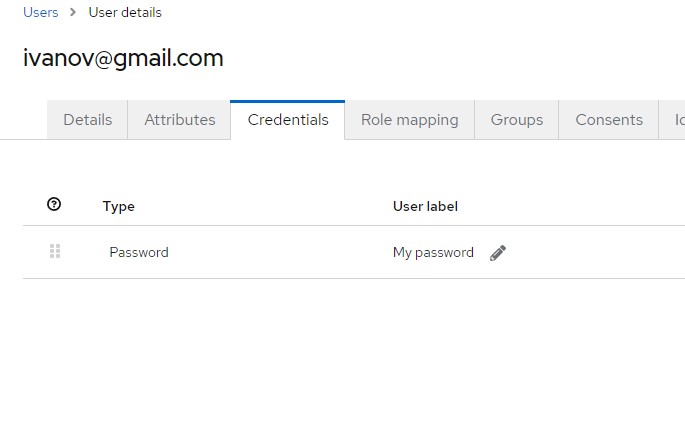 Users > User details
ivanov@gmail.com
Details Attributes Credentials Role mapping Groups Consents
Type User label
Password My password